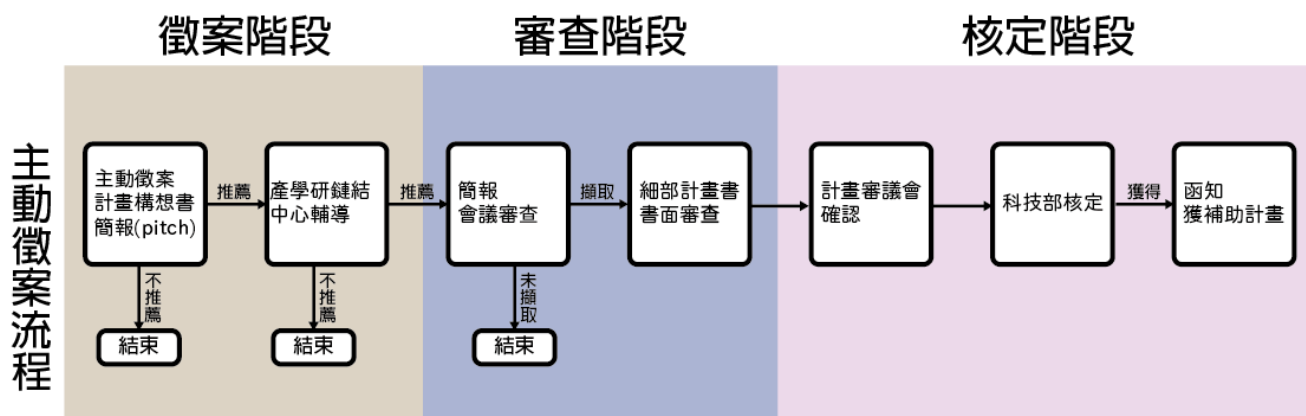 徵案階段
審查階段
核定階段
主動徵案流程
主動徵案
計畫構想書
簡報(pitch)
推薦
產學研鏈結
中心輔導
推薦
簡報
會議審查
擷取
細部計畫書
書面審查
計畫審議會
確認
科技部核定
獲得
函知
獲補助計畫
不推薦
不推薦
未擷取
結束
結束
結束